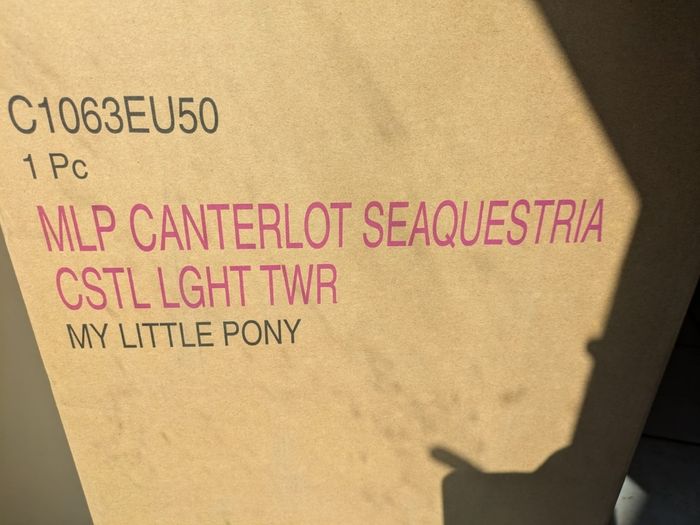 C1063EU50
1 Pc
MLP CANTERLOT SEAQUESTRIA
CSTL LGHT TWR
MY LITTLE PONY